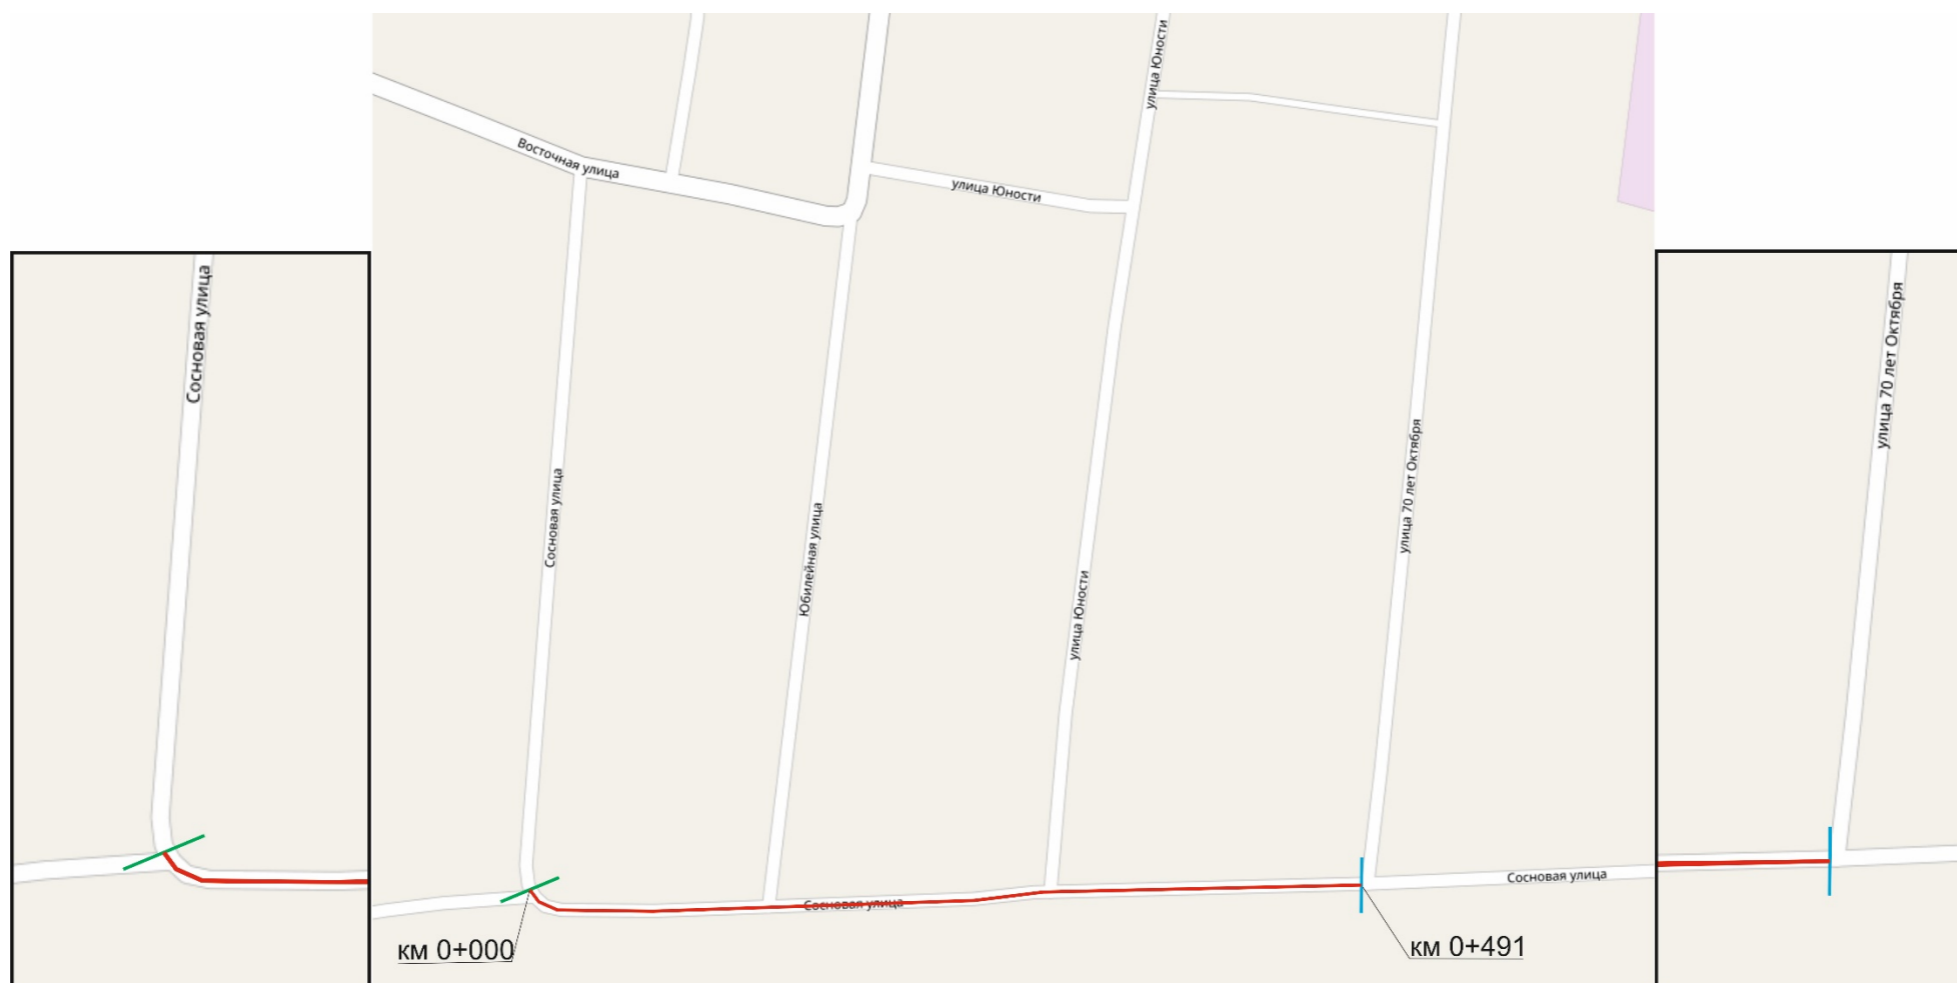 улица Юности
Восточная улица
улица Юности
Сосновая улица
улица 70 лет Октября
улица 70 лет Октября
Сосновая улица
Юбилейная улица
улица Юности
Сосновая улица
Сосновая улица
км 0+000
км 0+491